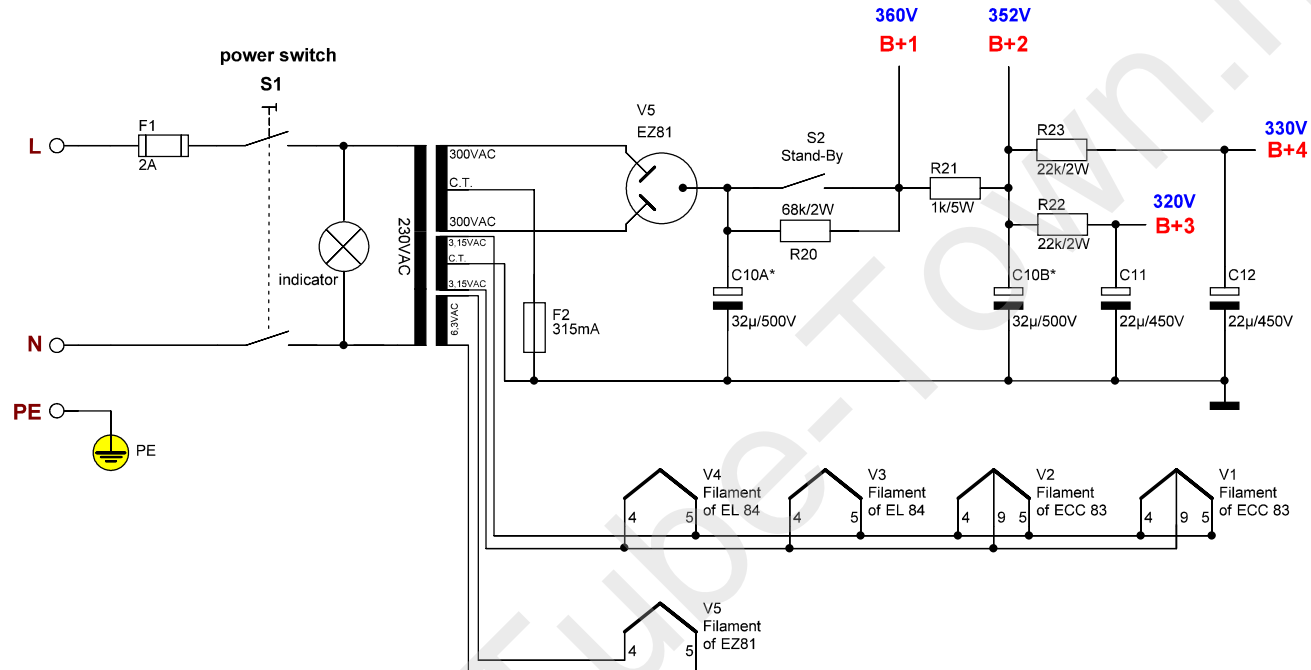 360V
352V
B+1
B+2
power switch
S1
V5
EZ81
L
F1
2A
300VAC
C.T.
300VAC
230VAC
3,15VAC
C.T.
3,15VAC
6.3VAC
indicator
S2
Stand-By
68k/2W
R20
R21
1k/5W
R23
22k/2W
330V
B+4
R22
22k/2W
320V
B+3
C10A*
32µ/500V
C10B*
32µ/500V
C11
22µ/450V
C12
22µ/450V
F2
315mA
N
PE
PE
V4
Filament
of EL 84
4
5
V3
Filament
of EL 84
4
5
V2
Filament
of ECC 83
4
9
5
V1
Filament
of ECC 83
4
9
5
V5
Filament
of EZ81
4
5
Tube-Town.n